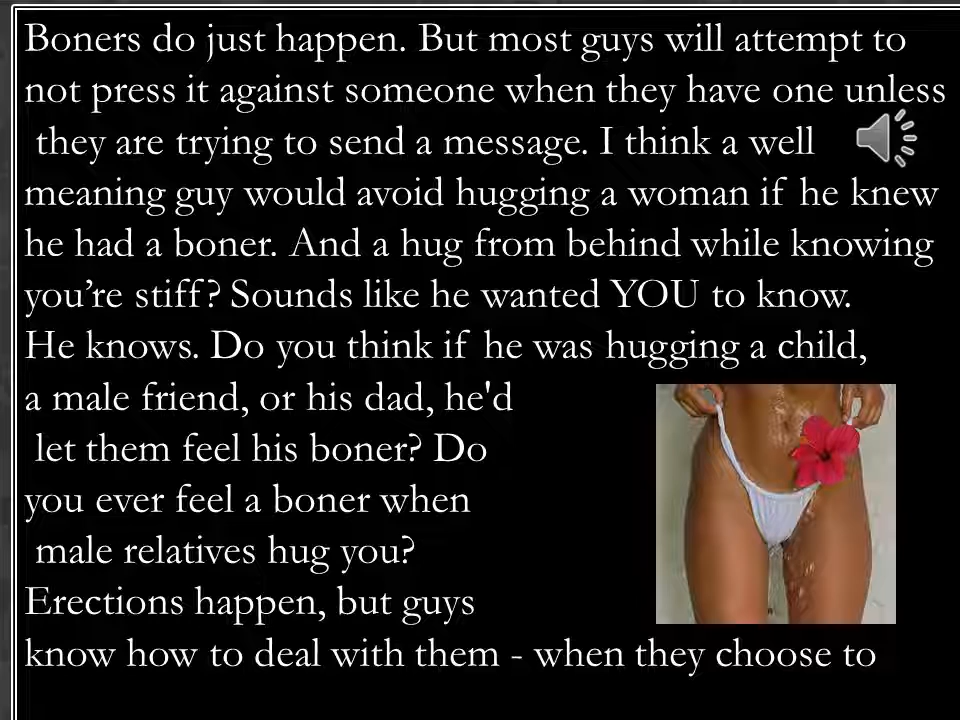 Boners do just happen. But most guys will attempt to
not press it against someone when they have one unless
they are trying to send a message. I think a well
meaning guy would avoid hugging a woman if he knew
he had a boner. And a hug from behind while knowing
you’re stiff? Sounds like he wanted YOU to know.
He knows. Do you think if he was hugging a child,
a male friend, or his dad, he'd
let them feel his boner? Do
you ever feel a boner when
male relatives hug you?
Erections happen, but guys
know how to deal with them - when they choose to